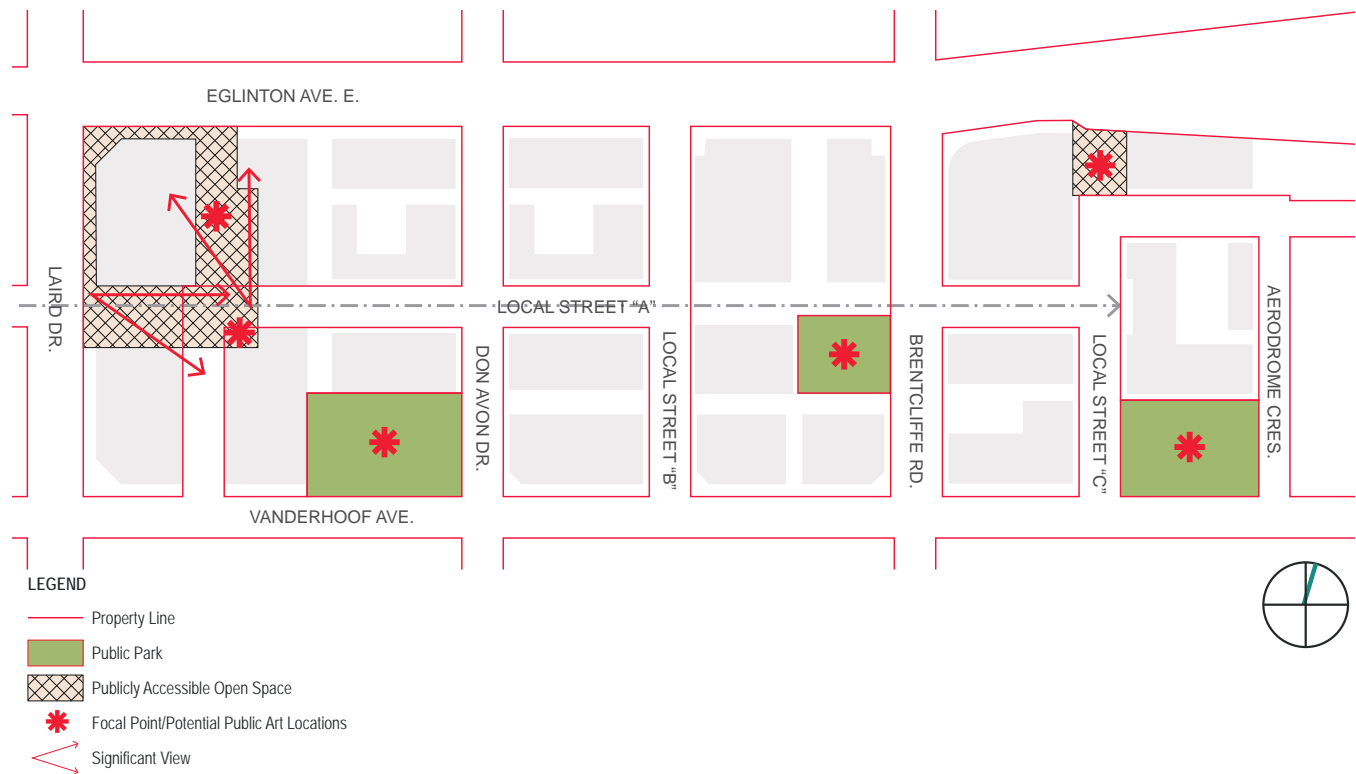 EGLINTON AVE. E.
LAIRD DR.
LOCAL STREET “A”
DON AVON DR.
LOCAL STREET “B”
BRENTCLIFFE RD.
LOCAL STREET “C”
AERODROME CRES.
VANDERHOOF AVE.
LEGEND
Property Line
Public Park
Publicly Accessible Open Space
Focal Point/Potential Public Art Locations
Significant View